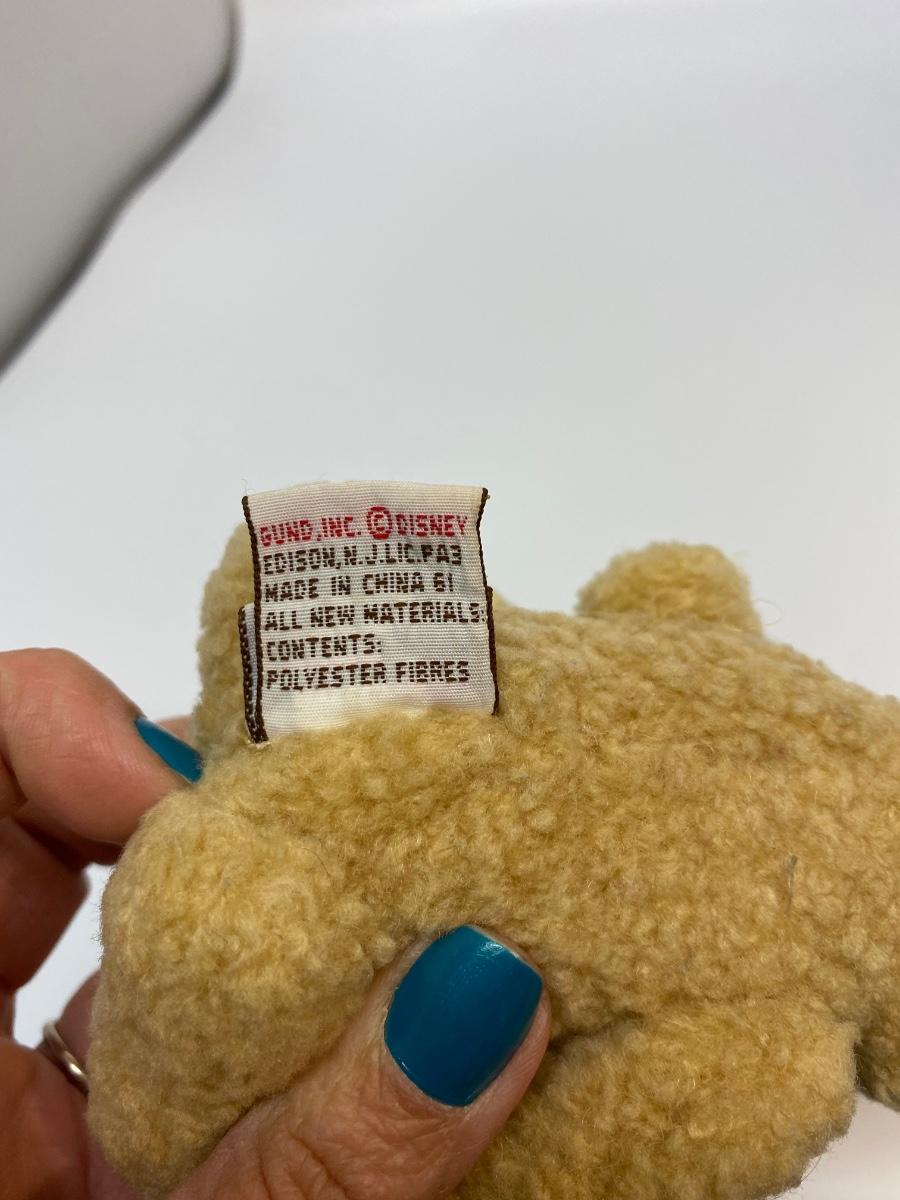 GUND, INC. © DISNEY
EDISON, N.J. LIC. PA3
MADE IN CHINA 61
ALL NEW MATERIALS:
CONTENTS:
POLYESTER FIBRES